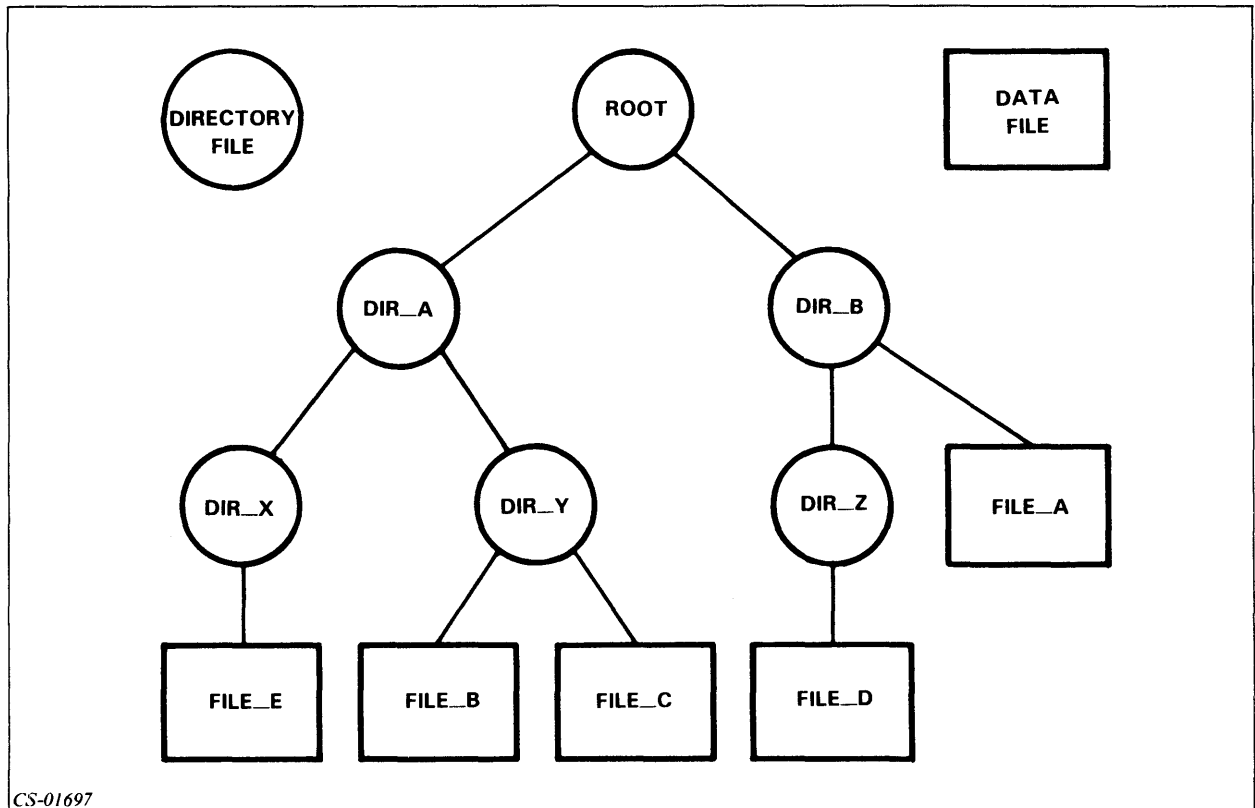 DIRECTORY
FILE
ROOT
DATA
FILE
DIR_A
DIR_B
DIR_X
DIR_Y
DIR_Z
FILE_A
FILE_E
FILE_B
FILE_C
FILE_D
CS-01697